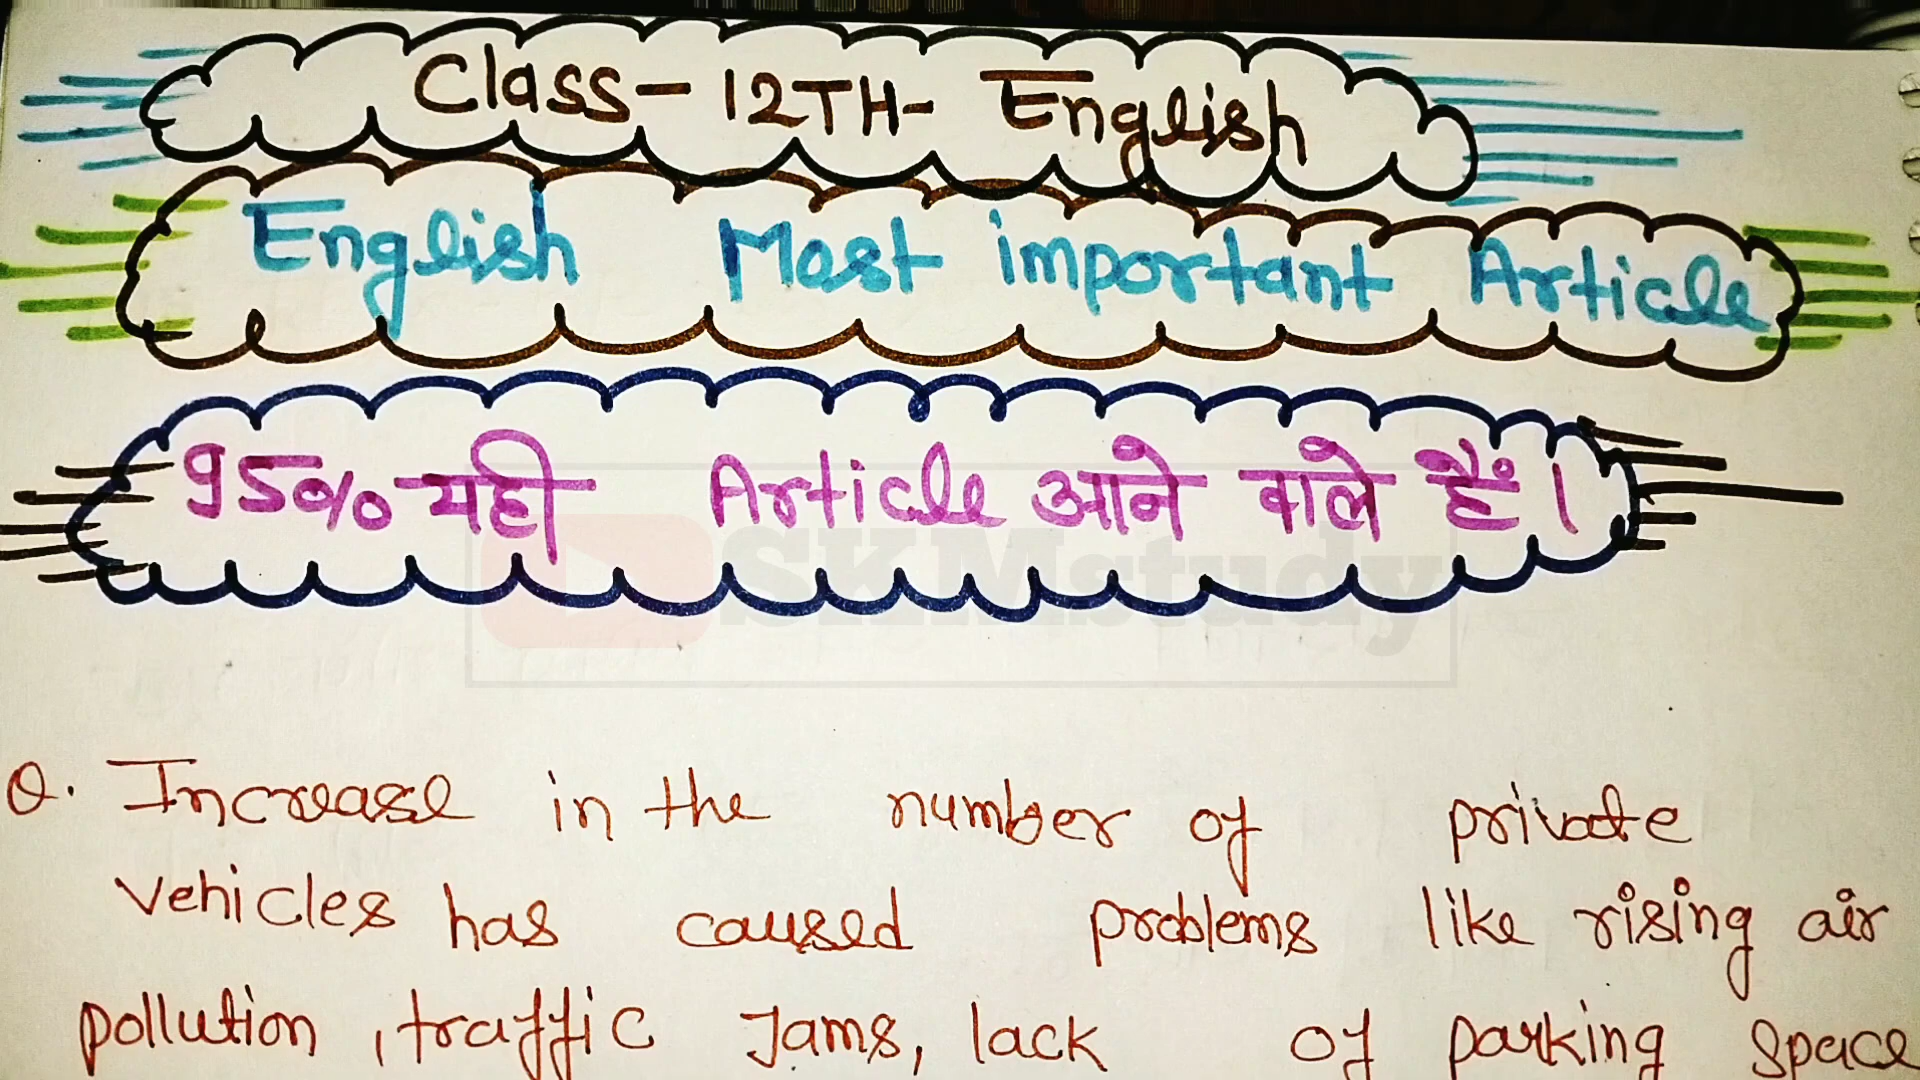 Class-12TH- English
English Most important Article
95% यही Article आने वाले हैं।
SKMstudy
Q. Increase in the number of private
vehicles has caused problems like rising air
pollution, traffic Jams, lack of parking space